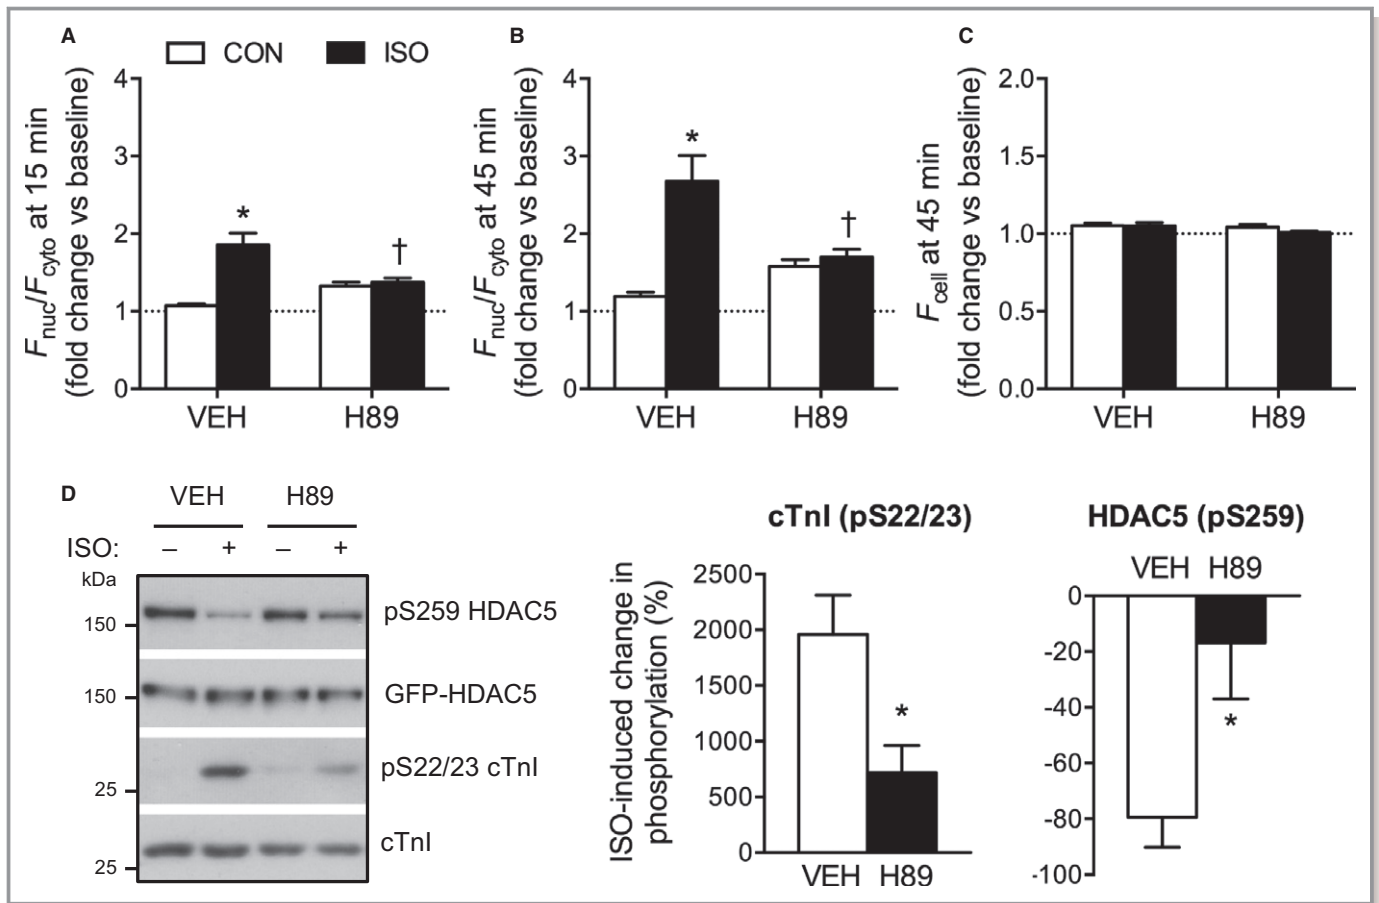 A
CON
ISO
Fnuc/Fcyto at 15 min
(fold change vs baseline)
4
3
2
1
0
*
†
VEH
H89
B
Fnuc/Fcyto at 45 min
(fold change vs baseline)
4
3
2
1
0
*
†
VEH
H89
C
Fcell at 45 min
(fold change vs baseline)
2.0
1.5
1.0
0.5
0.0
VEH
H89
D
VEH H89
ISO: – + – +
kDa
150
pS259 HDAC5
150
GFP-HDAC5
25
pS22/23 cTnI
25
cTnI
cTnI (pS22/23)
ISO-induced change in
phosphorylation (%)
2500
2000
1500
1000
500
0
*
VEH H89
HDAC5 (pS259)
VEH H89
0
-20
-40
-60
-80
-100
*